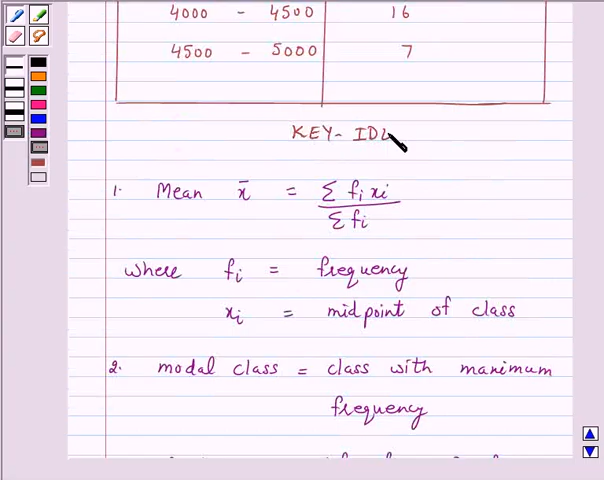 4000 - 4500 16
4500 - 5000 7
KEY-IDE
1. Mean x̄ = Σ fi xi / Σ fi
where fi = frequency
xi = midpoint of class
2. modal class = class with maximum
frequency